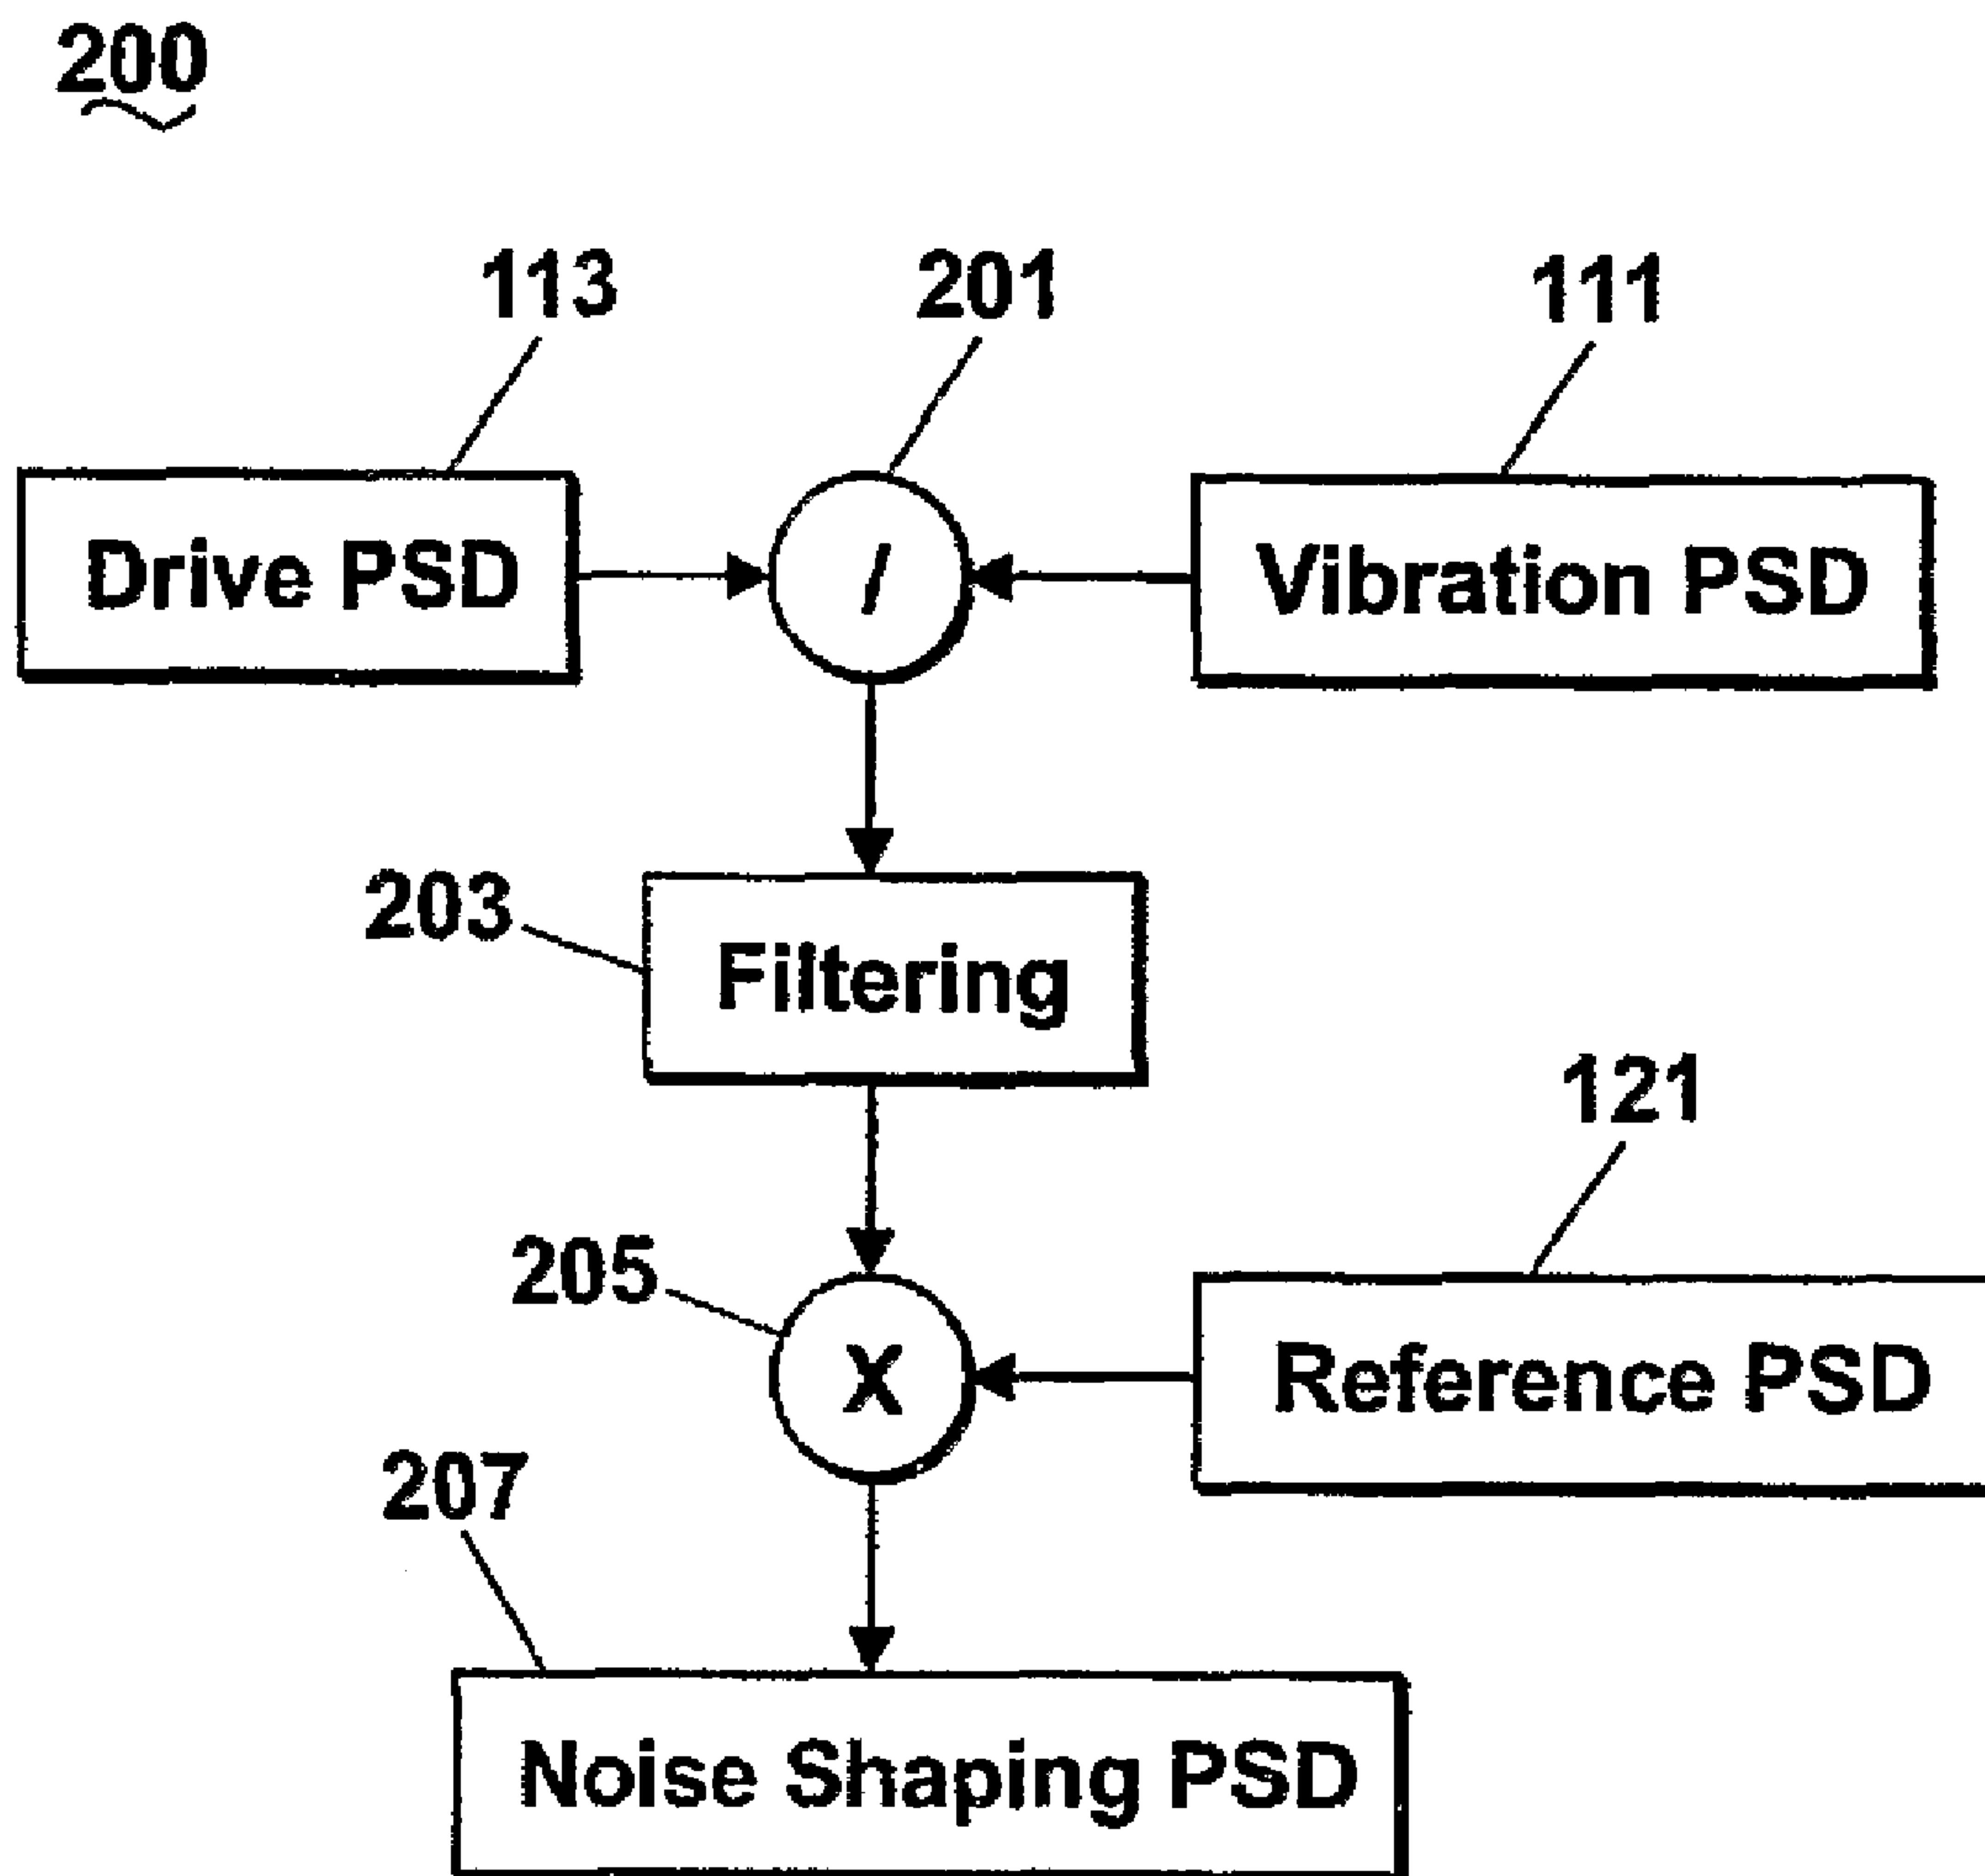 200
113
201
111
Drive PSD
/
Vibration PSD
203
Filtering
121
205
X
Reference PSD
207
Noise Shaping PSD